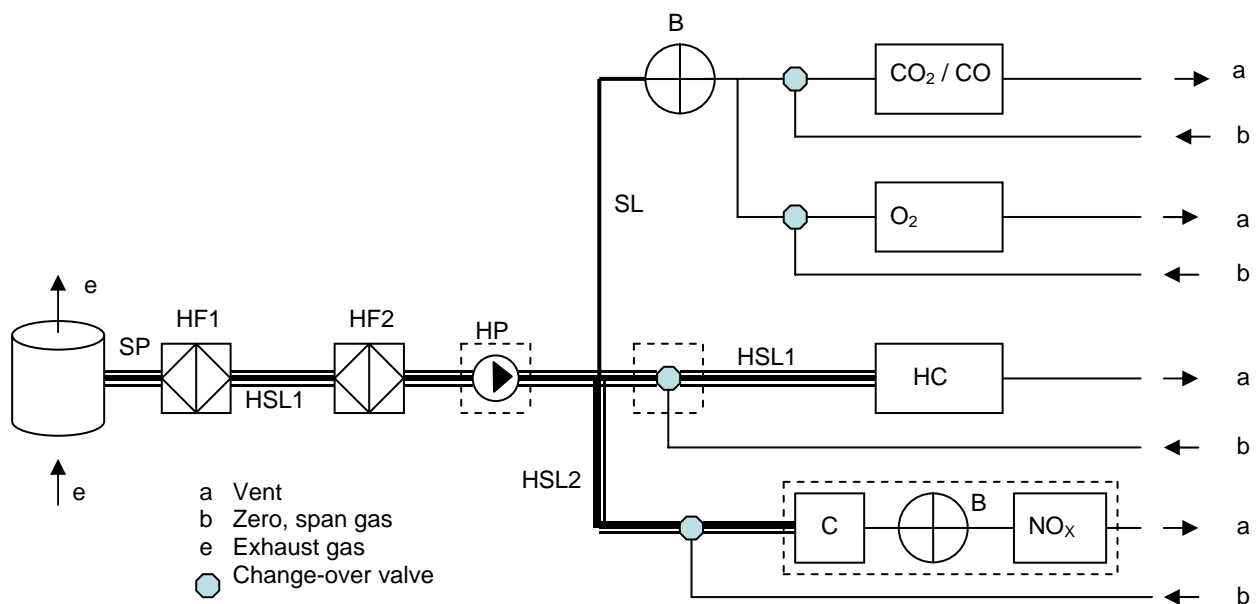 B
CO₂ / CO
a
b
SL
O₂
a
b
e
SP
HF1
HF2
HP
HSL1
HSL1
HC
a
b
e
HSL2
a Vent
b Zero, span gas
e Exhaust gas
Change-over valve
C
B
NOX
a
b